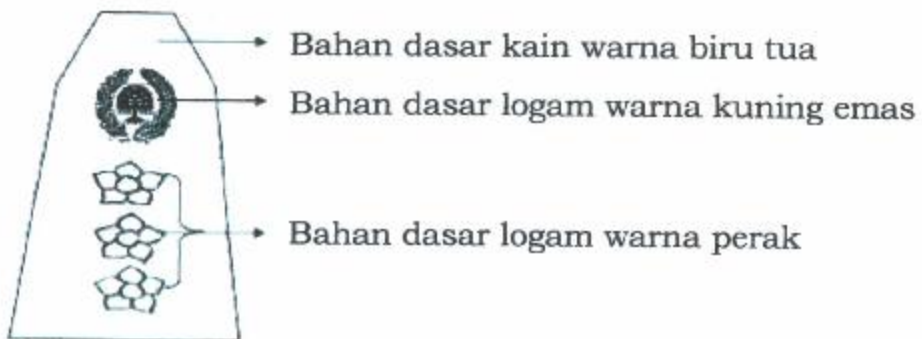 Bahan dasar kain warna biru tua
Bahan dasar logam warna kuning emas
Bahan dasar logam warna perak